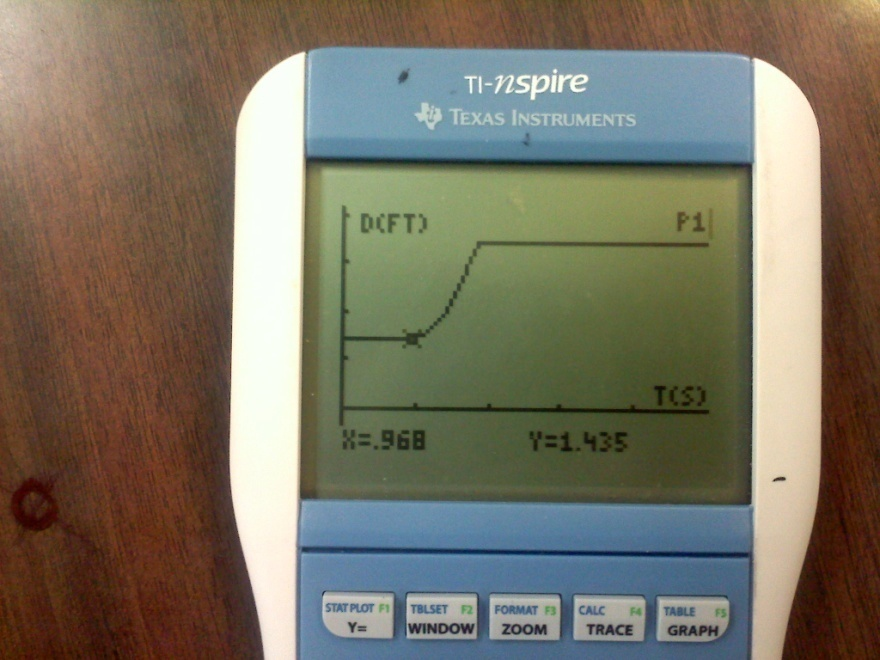 TI-nspire
TEXAS INSTRUMENTS
D(FT) P1
T(S)
X=.968 Y=1.435
STAT PLOT F1 TBLSET F2 FORMAT F3 CALC F4 TABLE F5
Y= WINDOW ZOOM TRACE GRAPH